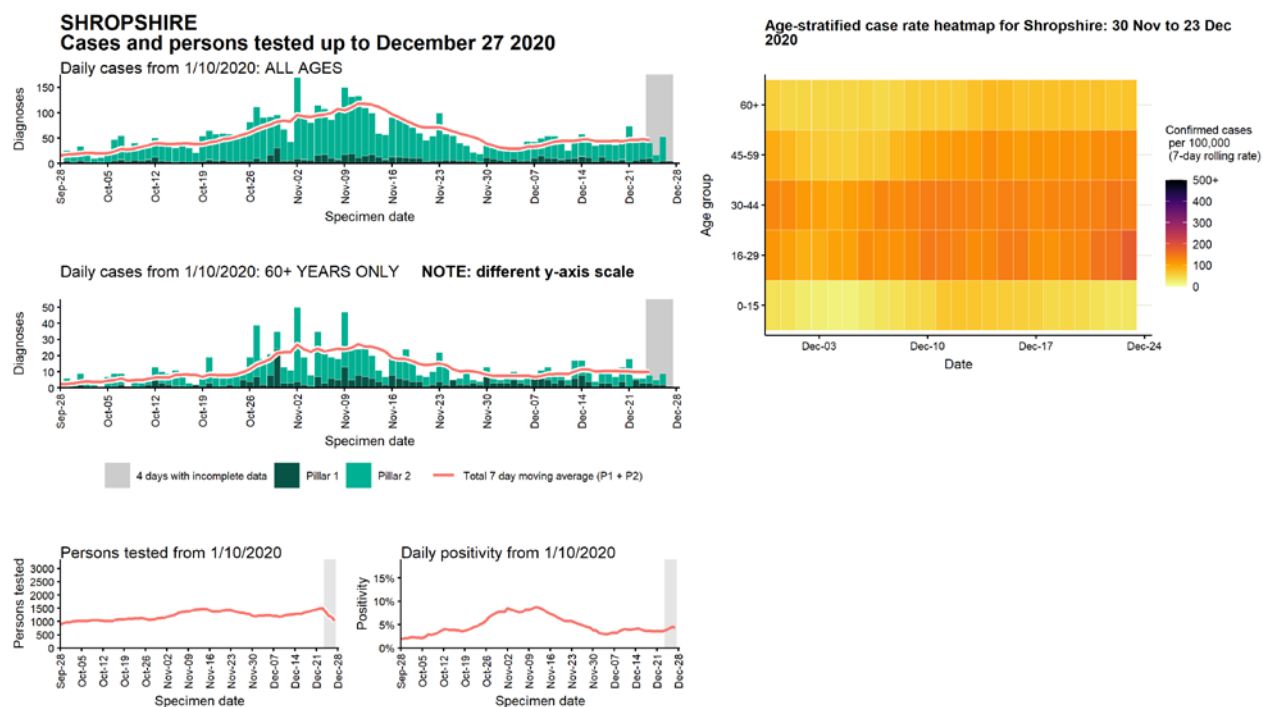 SHROPSHIRE
Cases and persons tested up to December 27 2020
Daily cases from 1/10/2020: ALL AGES
Diagnoses
150
100
50
0
Sep-28
Oct-05
Oct-12
Oct-19
Oct-26
Nov-02
Nov-09
Nov-16
Nov-23
Nov-30
Dec-07
Dec-14
Dec-21
Dec-28
Specimen date
Daily cases from 1/10/2020: 60+ YEARS ONLY NOTE: different y-axis scale
Diagnoses
50
40
30
20
10
0
Sep-28
Oct-05
Oct-12
Oct-19
Oct-26
Nov-02
Nov-09
Nov-16
Nov-23
Nov-30
Dec-07
Dec-14
Dec-21
Dec-28
Specimen date
4 days with incomplete data Pillar 1 Pillar 2 Total 7 day moving average (P1 + P2)
Persons tested from 1/10/2020
Persons tested
3000
2500
2000
1500
1000
500
0
Sep-28
Oct-05
Oct-12
Oct-19
Oct-26
Nov-02
Nov-09
Nov-16
Nov-23
Nov-30
Dec-07
Dec-14
Dec-21
Dec-28
Specimen date
Daily positivity from 1/10/2020
Positivity
15%
10%
5%
0%
Sep-28
Oct-05
Oct-12
Oct-19
Oct-26
Nov-02
Nov-09
Nov-16
Nov-23
Nov-30
Dec-07
Dec-14
Dec-21
Dec-28
Specimen date
Age-stratified case rate heatmap for Shropshire: 30 Nov to 23 Dec
2020
Age group
60+
45-59
30-44
16-29
0-15
Dec-03
Dec-10
Dec-17
Dec-24
Date
Confirmed cases
per 100,000
(7-day rolling rate)
500+
400
300
200
100
0